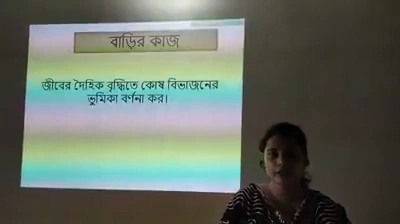 বাড়ির কাজ
জীবের দৈহিক বৃদ্ধিতে কোষ বিভাজনের
ভুমিকা বর্ণনা কর।